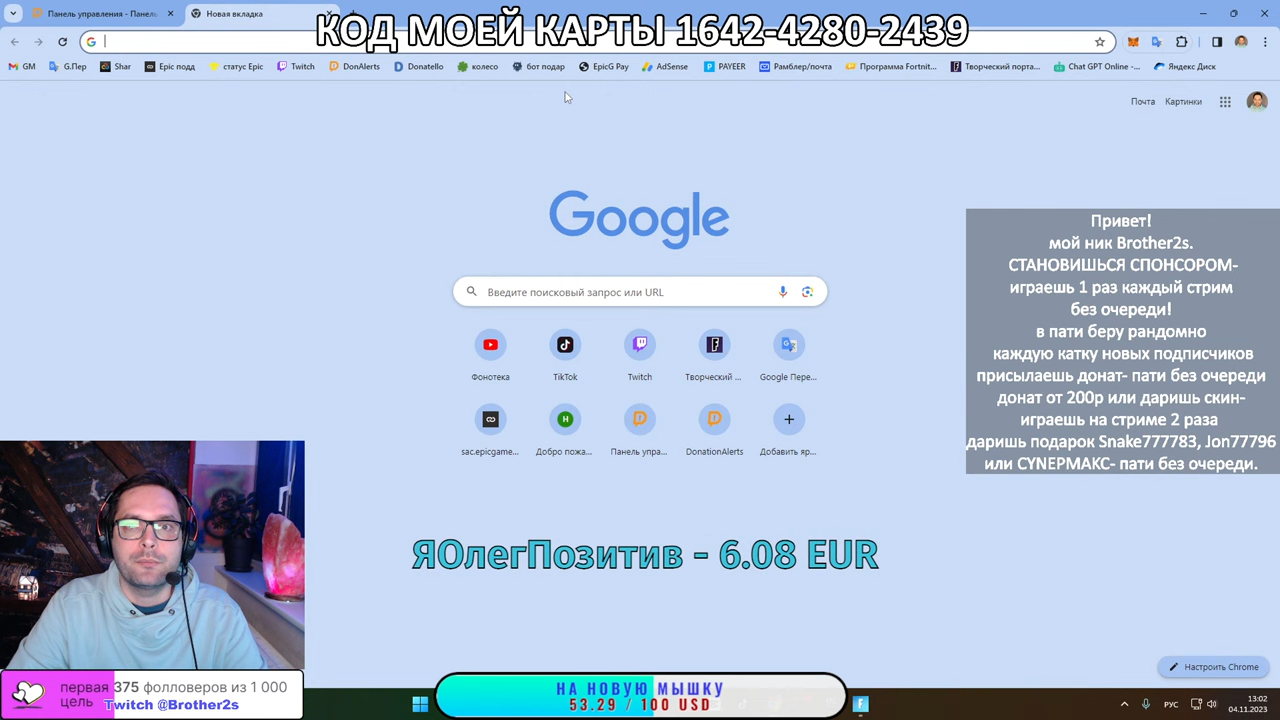 Панель управления - Панель
Новая вкладка
КОД МОЕЙ КАРТЫ 1642-4280-2439
GM
G.Пер
Shar
Epic подд
статус Epic
Twitch
DonAlerts
Donatello
колесо
бот подар
EpicG Pay
AdSense
PAYEER
Рамблер/почта
Программа Fortnit...
Творческий порта...
Chat GPT Online -...
Яндекс Диск
Почта
Картинки
Google
Введите поисковый запрос или URL
Фонотека
TikTok
Twitch
Творческий ...
Google Пере...
sac.epicgame...
Добро пожа...
Панель упра...
DonationAlerts
Добавить яр...
Привет!
мой ник Brother2s.
СТАНОВИШЬСЯ СПОНСОРОМ-
играешь 1 раз каждый стрим
без очереди!
в пати беру рандомно
каждую катку новых подписчиков
присылаешь донат- пати без очереди
донат от 200р или даришь скин-
играешь на стриме 2 раза
даришь подарок Snake777783, Jon77796
или CYNEPMAKC- пати без очереди.
ЯОлегПозитив - 6.08 EUR
Настроить Chrome
первая 375 фолловеров из 1 000
цель
Twitch @Brother2s
НА НОВУЮ МЫШКУ
53.29 / 100 USD
РУС
13:02
04.11.2023